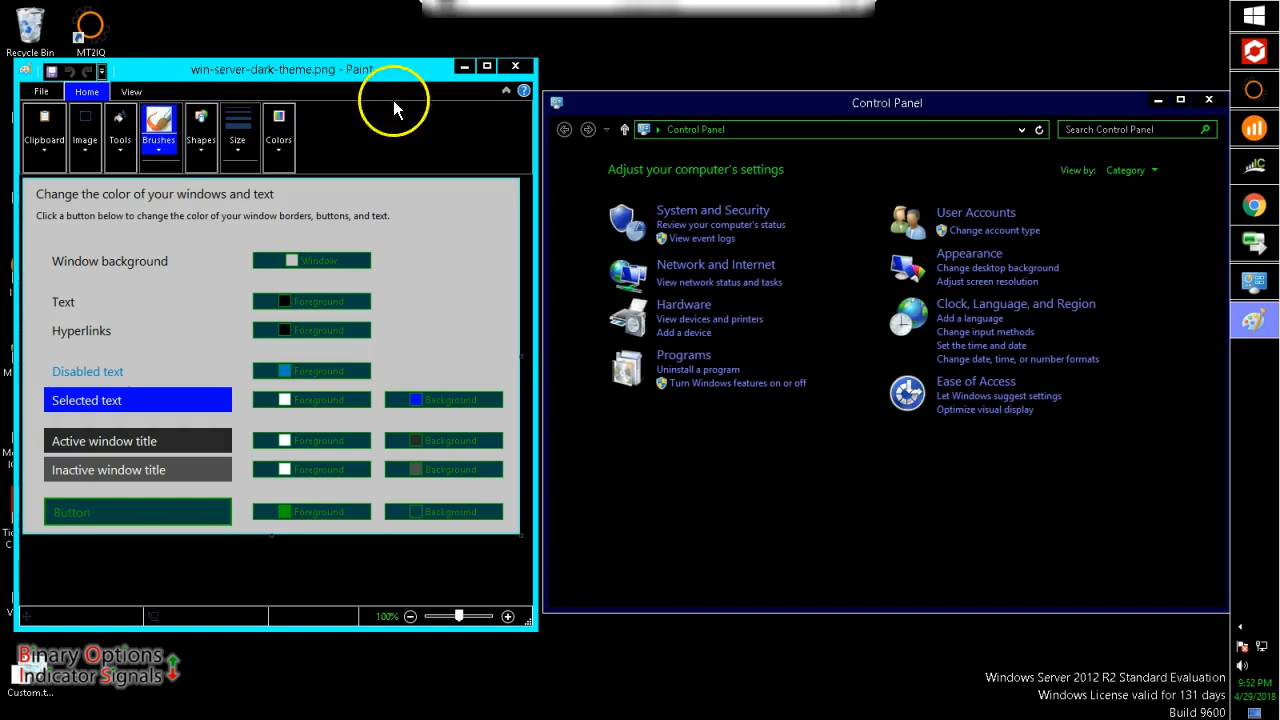 Recycle Bin
MT2IQ
win-server-dark-theme.png - Paint
File
Home
View
Clipboard
Image
Tools
Brushes
Shapes
Size
Colors
Change the color of your windows and text
Click a button below to change the color of your window borders, buttons, and text.
Window background
Window
Text
Foreground
Hyperlinks
Foreground
Disabled text
Foreground
Selected text
Foreground
Background
Active window title
Foreground
Background
Inactive window title
Foreground
Background
Button
Foreground
Background
100%
Control Panel
Control Panel
Search Control Panel
Adjust your computer's settings
View by:
Category
System and Security
Review your computer's status
View event logs
Network and Internet
View network status and tasks
Hardware
View devices and printers
Add a device
Programs
Uninstall a program
Turn Windows features on or off
User Accounts
Change account type
Appearance
Change desktop background
Adjust screen resolution
Clock, Language, and Region
Add a language
Change input methods
Set the time and date
Change date, time, or number formats
Ease of Access
Let Windows suggest settings
Optimize visual display
Binary Options
Indicator Signals
Custom.t...
Windows Server 2012 R2 Standard Evaluation
Windows License valid for 131 days
Build 9600
IC
9:52 PM
4/29/2018